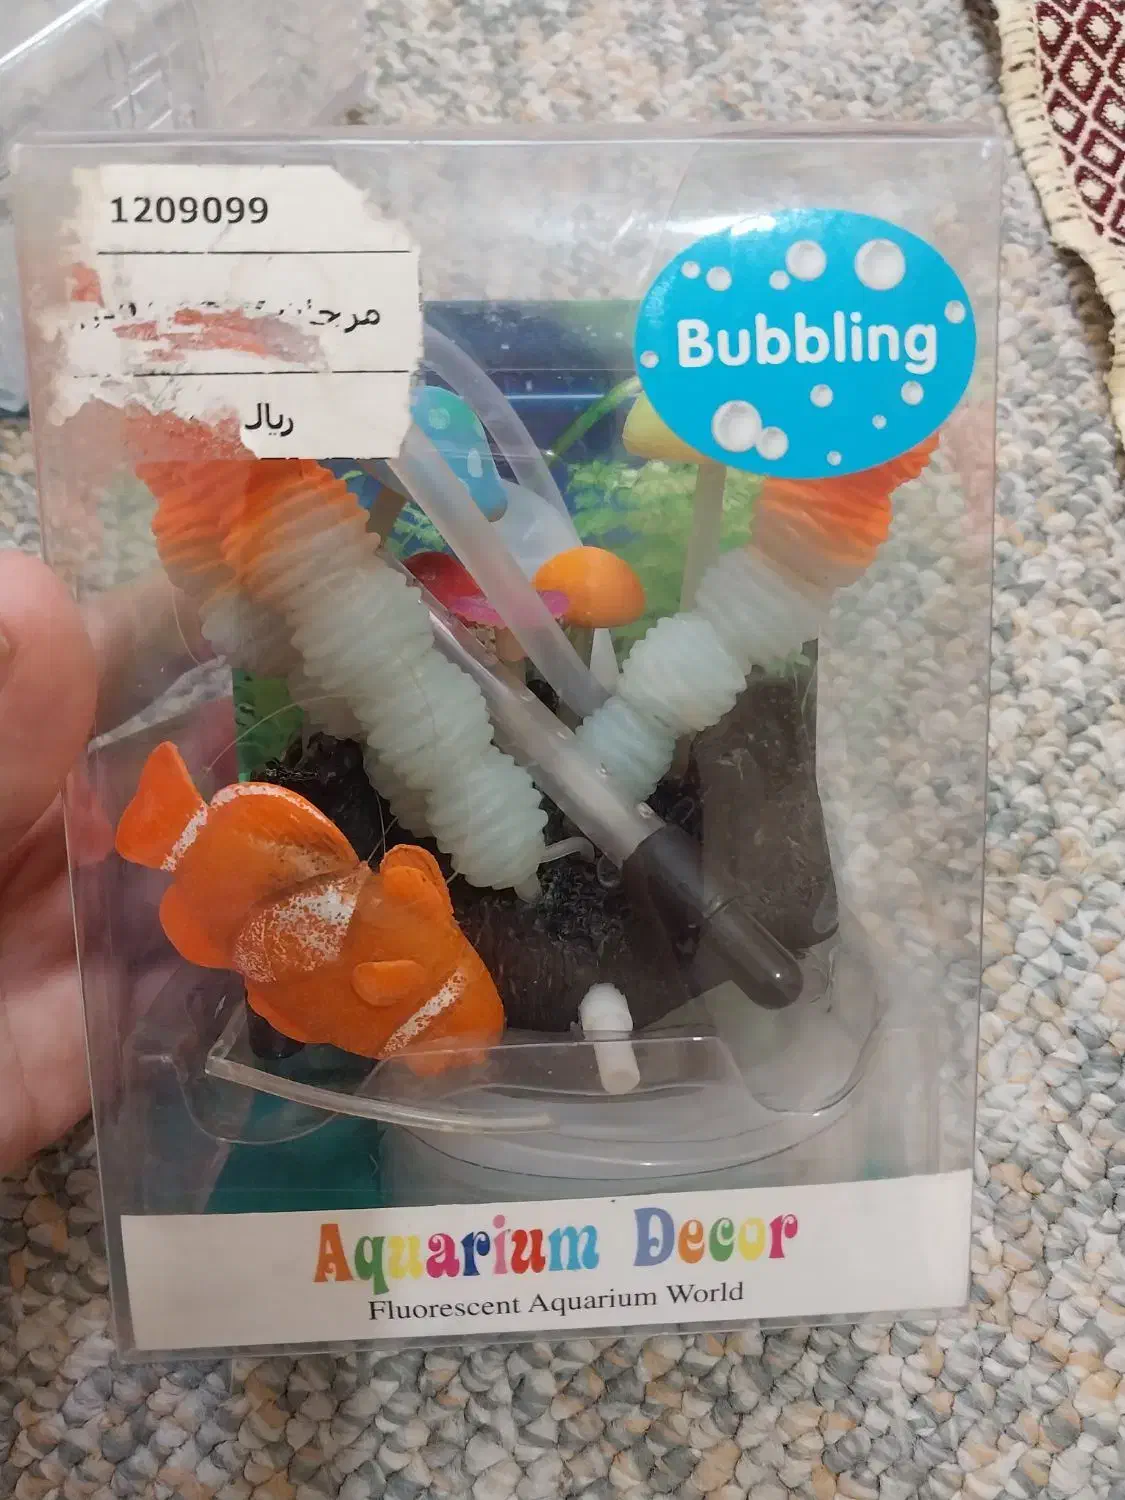 1209099
ریال
Bubbling
Aquarium Decor
Fluorescent Aquarium World